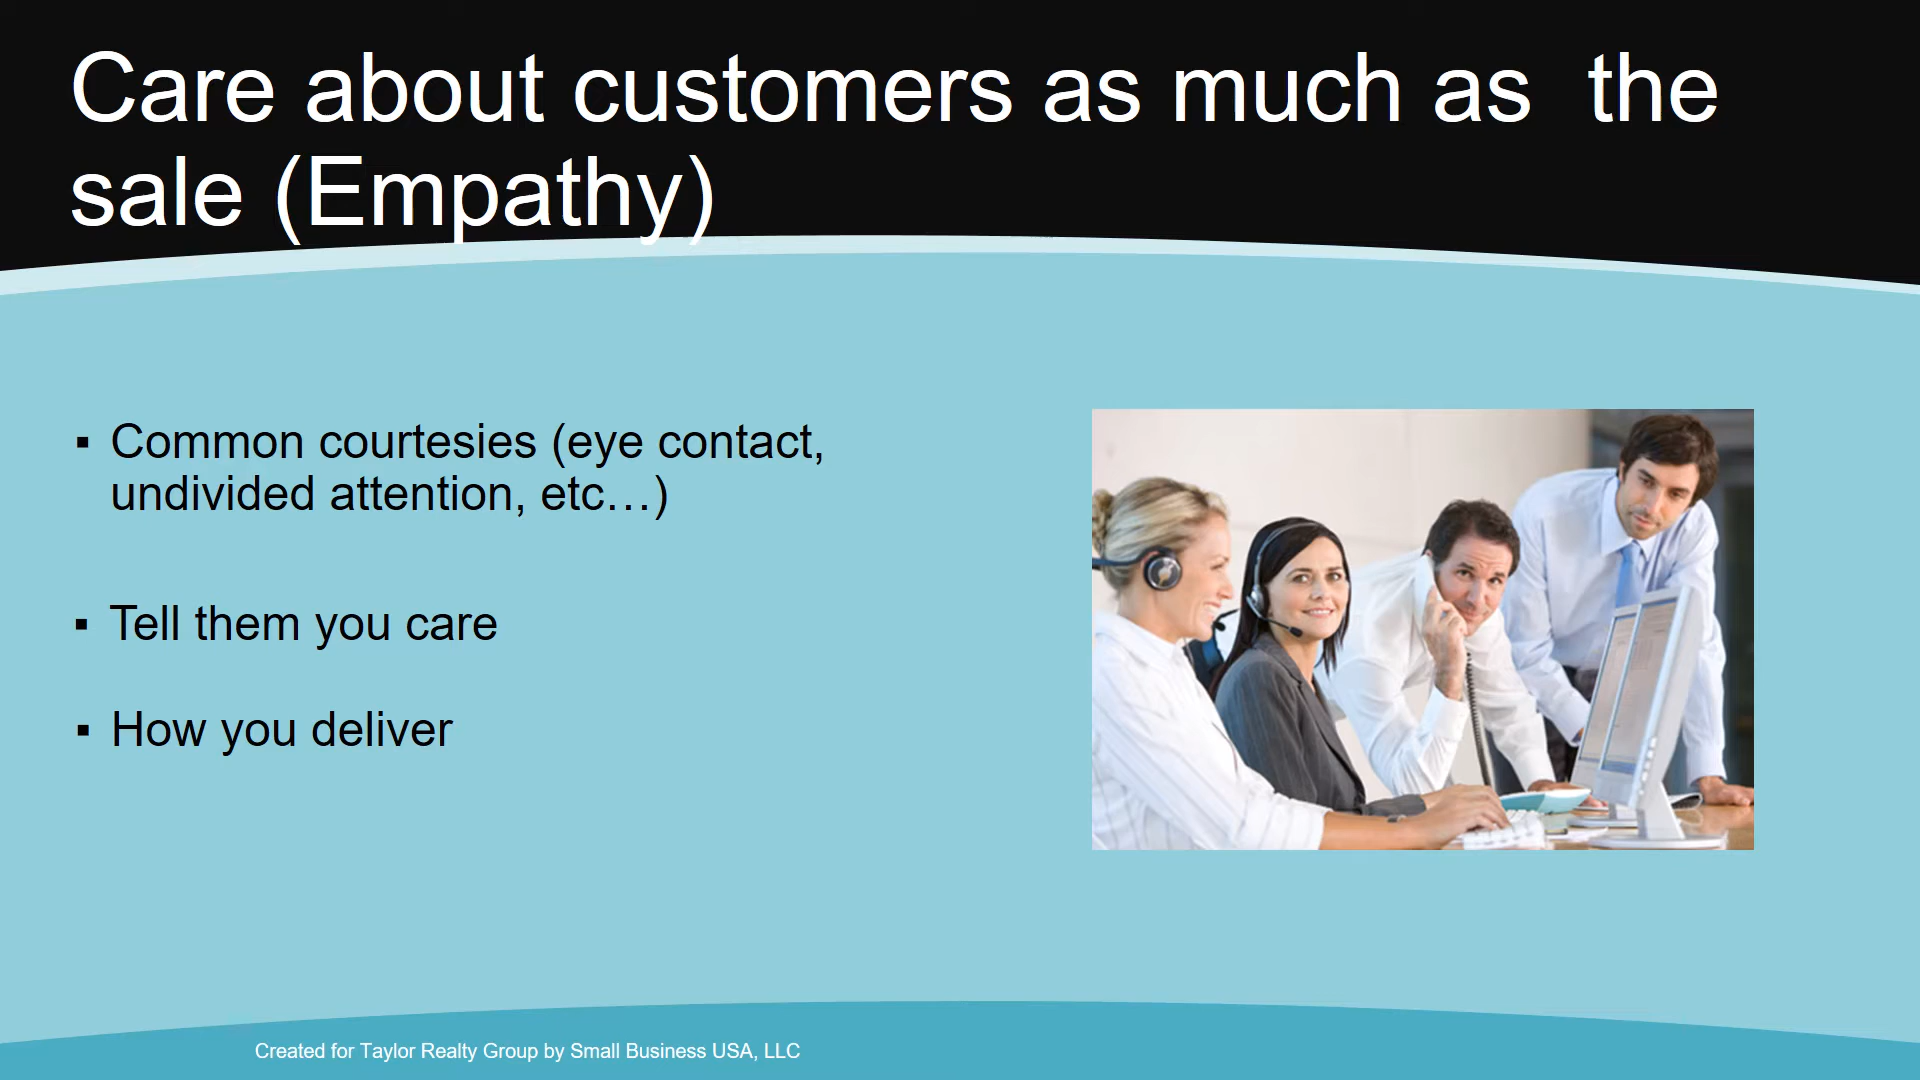 Care about customers as much as  the
sale (Empathy)
▪ Common courtesies (eye contact,
undivided attention, etc…)
▪ Tell them you care
▪ How you deliver
Created for Taylor Realty Group by Small Business USA, LLC